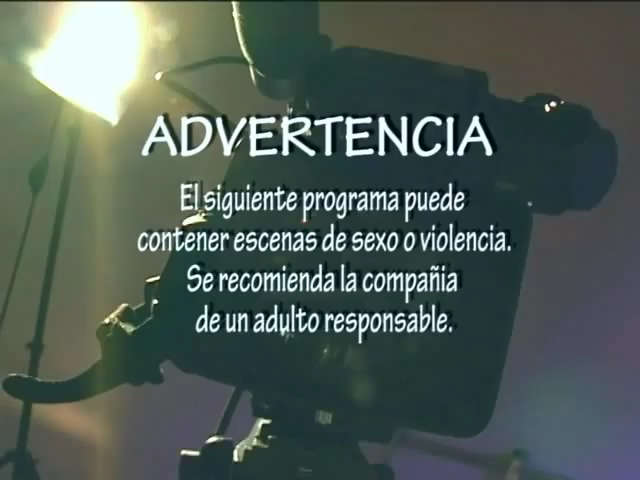 ADVERTENCIA
El siguiente programa puede
contener escenas de sexo o violencia.
Se recomienda la compañia
de un adulto responsable.